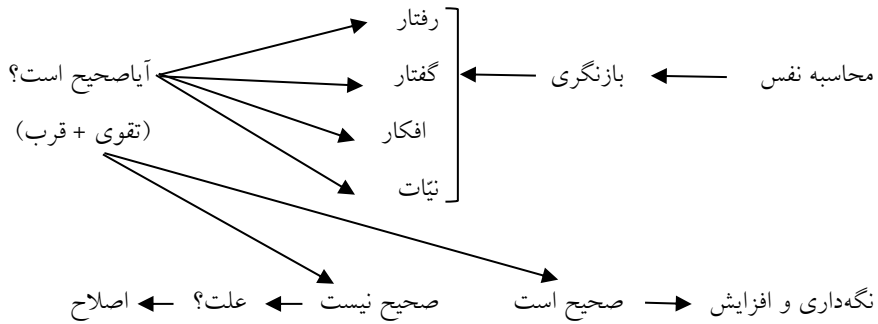 رفتار
محاسبه نفس بازنگری گفتار آیاصحیح است؟
افکار (تقوی + قرب)
نیّات
نگه‌داری و افزایش صحیح است صحیح نیست علت؟ اصلاح